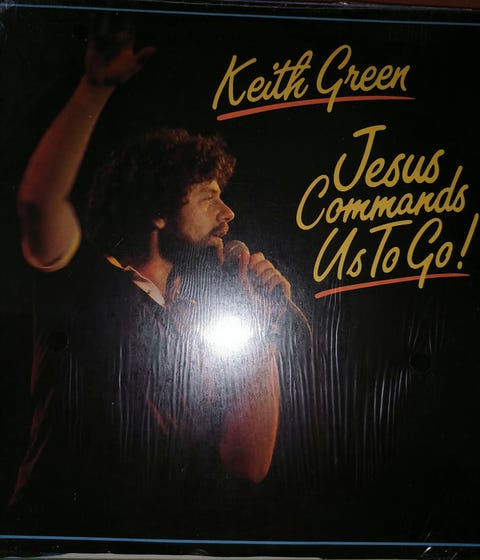 Keith Green
Jesus
Commands
Us To Go!